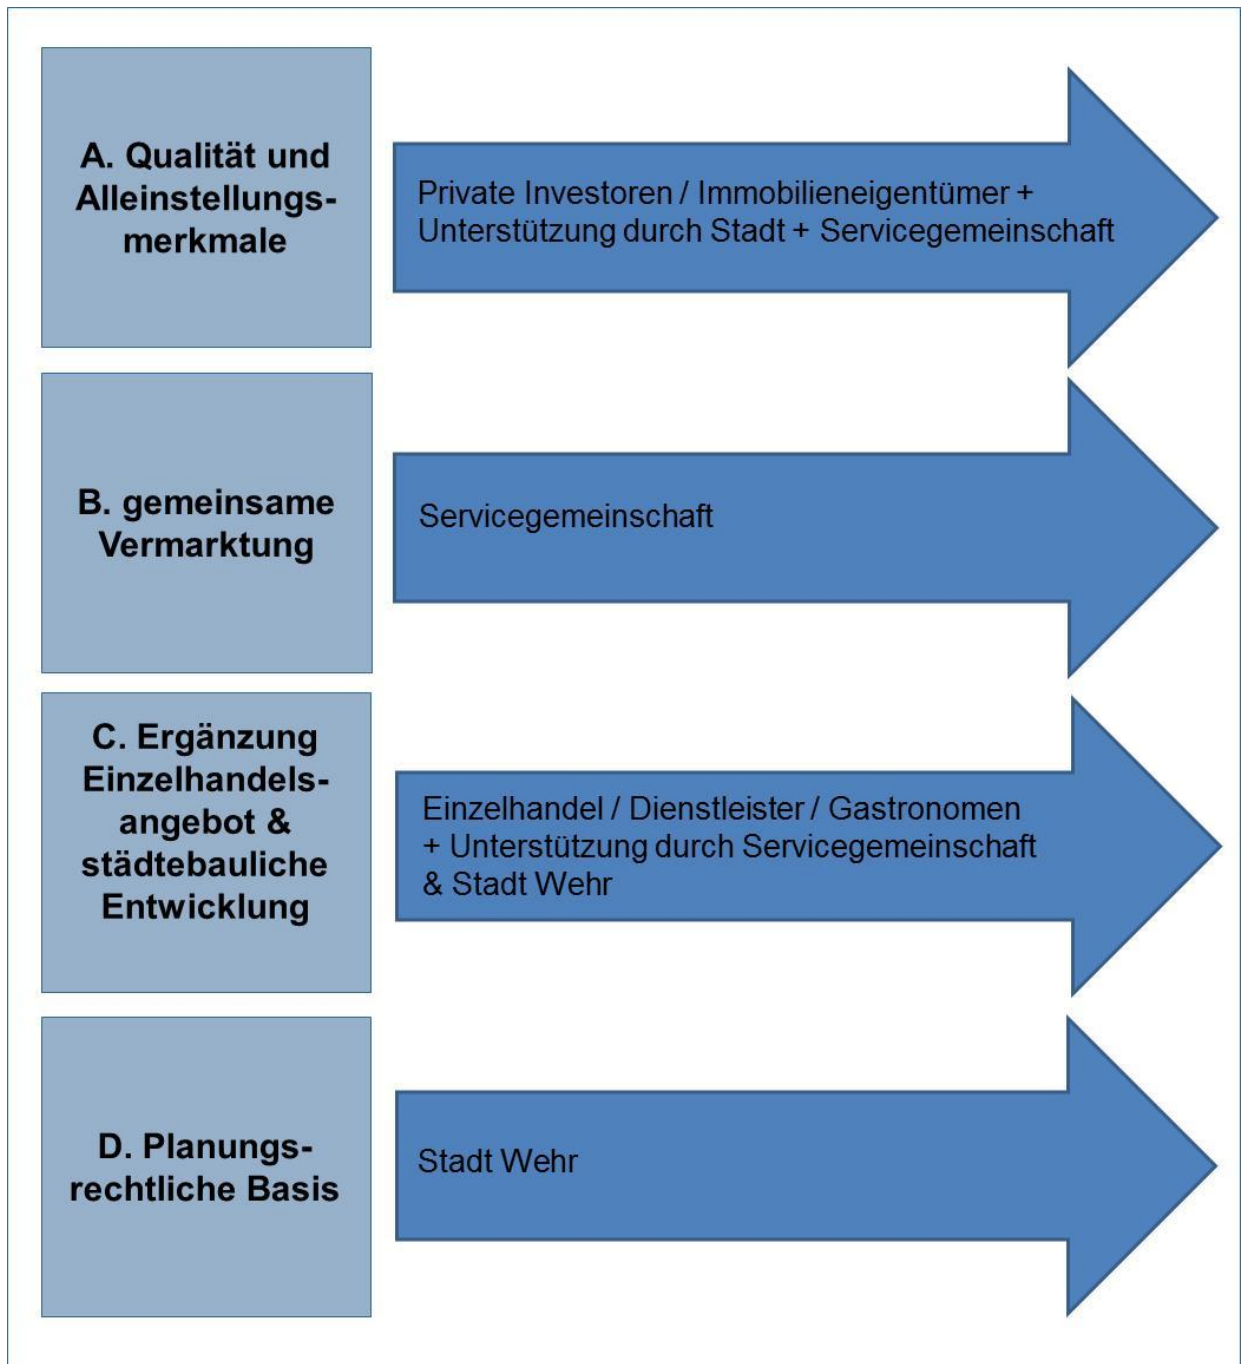 A. Qualität und
Alleinstellungs-
merkmale
Private Investoren / Immobilieneigentümer +
Unterstützung durch Stadt + Servicegemeinschaft
B. gemeinsame
Vermarktung
Servicegemeinschaft
C. Ergänzung
Einzelhandels-
angebot &
städtebauliche
Entwicklung
Einzelhandel / Dienstleister / Gastronomen
+ Unterstützung durch Servicegemeinschaft
& Stadt Wehr
D. Planungs-
rechtliche Basis
Stadt Wehr